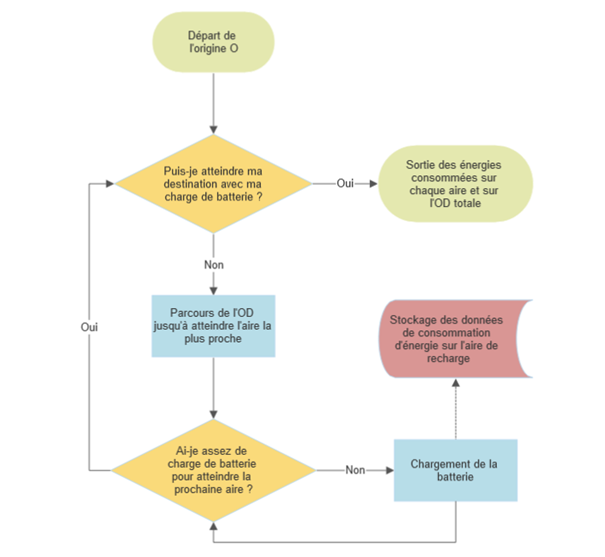 Départ de
l'origine O
Puis-je atteindre ma
destination avec ma
charge de batterie ?
Oui
Sortie des énergies
consommées sur
chaque aire et sur
l'OD totale
Non
Parcours de l'OD
jusqu'à atteindre l'aire la
plus proche
Stockage des données
de consommation
d'énergie sur l'aire de
recharge
Oui
Ai-je assez de
charge de batterie
pour atteindre la
prochaine aire ?
Non
Chargement de la
batterie